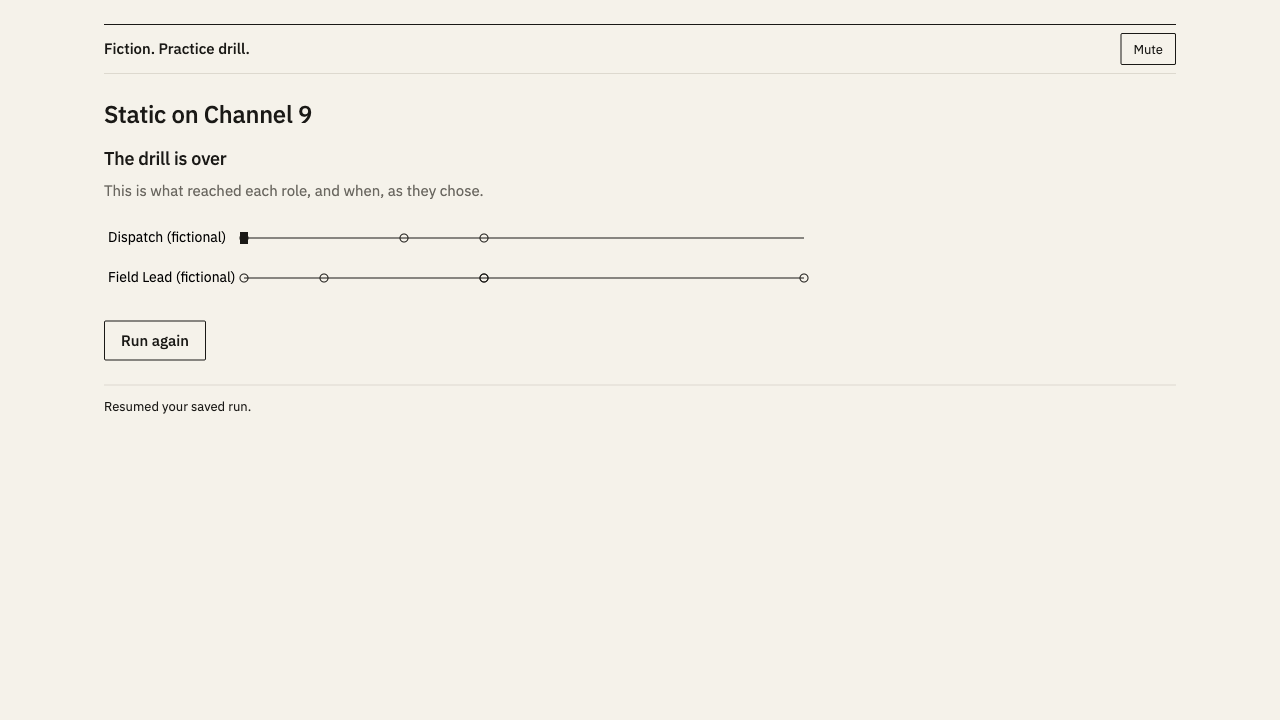 Fiction. Practice drill.
Mute
Static on Channel 9
The drill is over
This is what reached each role, and when, as they chose.
Dispatch (fictional)
Field Lead (fictional)
Run again
Resumed your saved run.